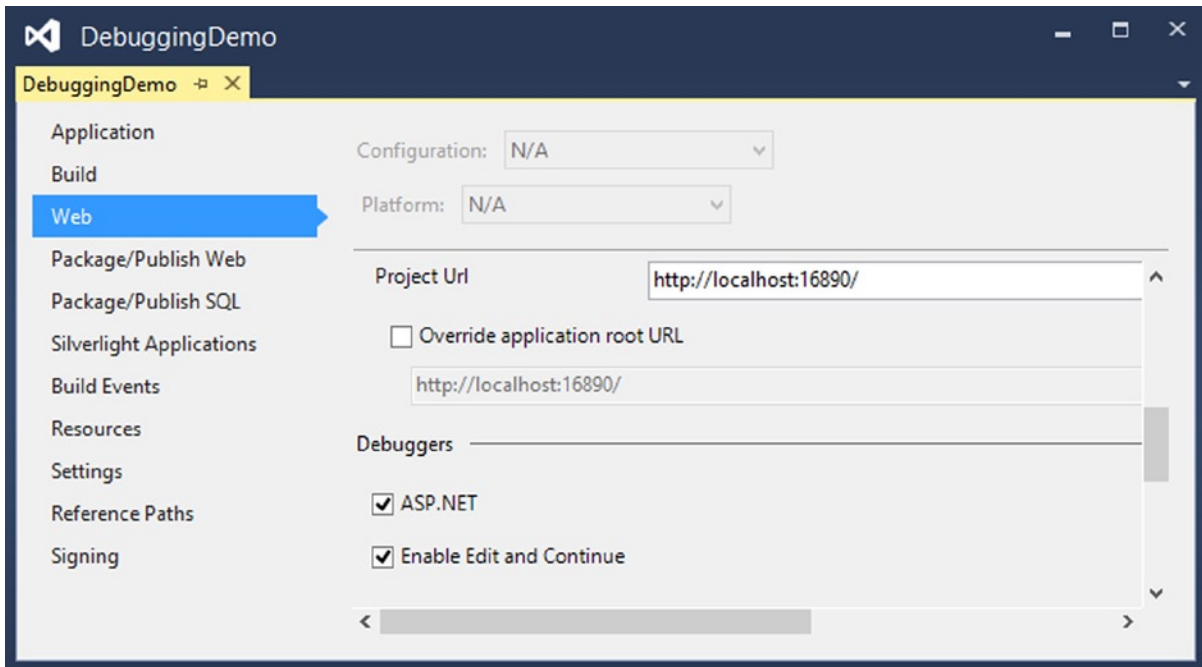 DebuggingDemo
DebuggingDemo
Application
Build
Web
Package/Publish Web
Package/Publish SQL
Silverlight Applications
Build Events
Resources
Settings
Reference Paths
Signing
Configuration: N/A
Platform: N/A
Project Url http://localhost:16890/
Override application root URL
http://localhost:16890/
Debuggers
ASP.NET
Enable Edit and Continue